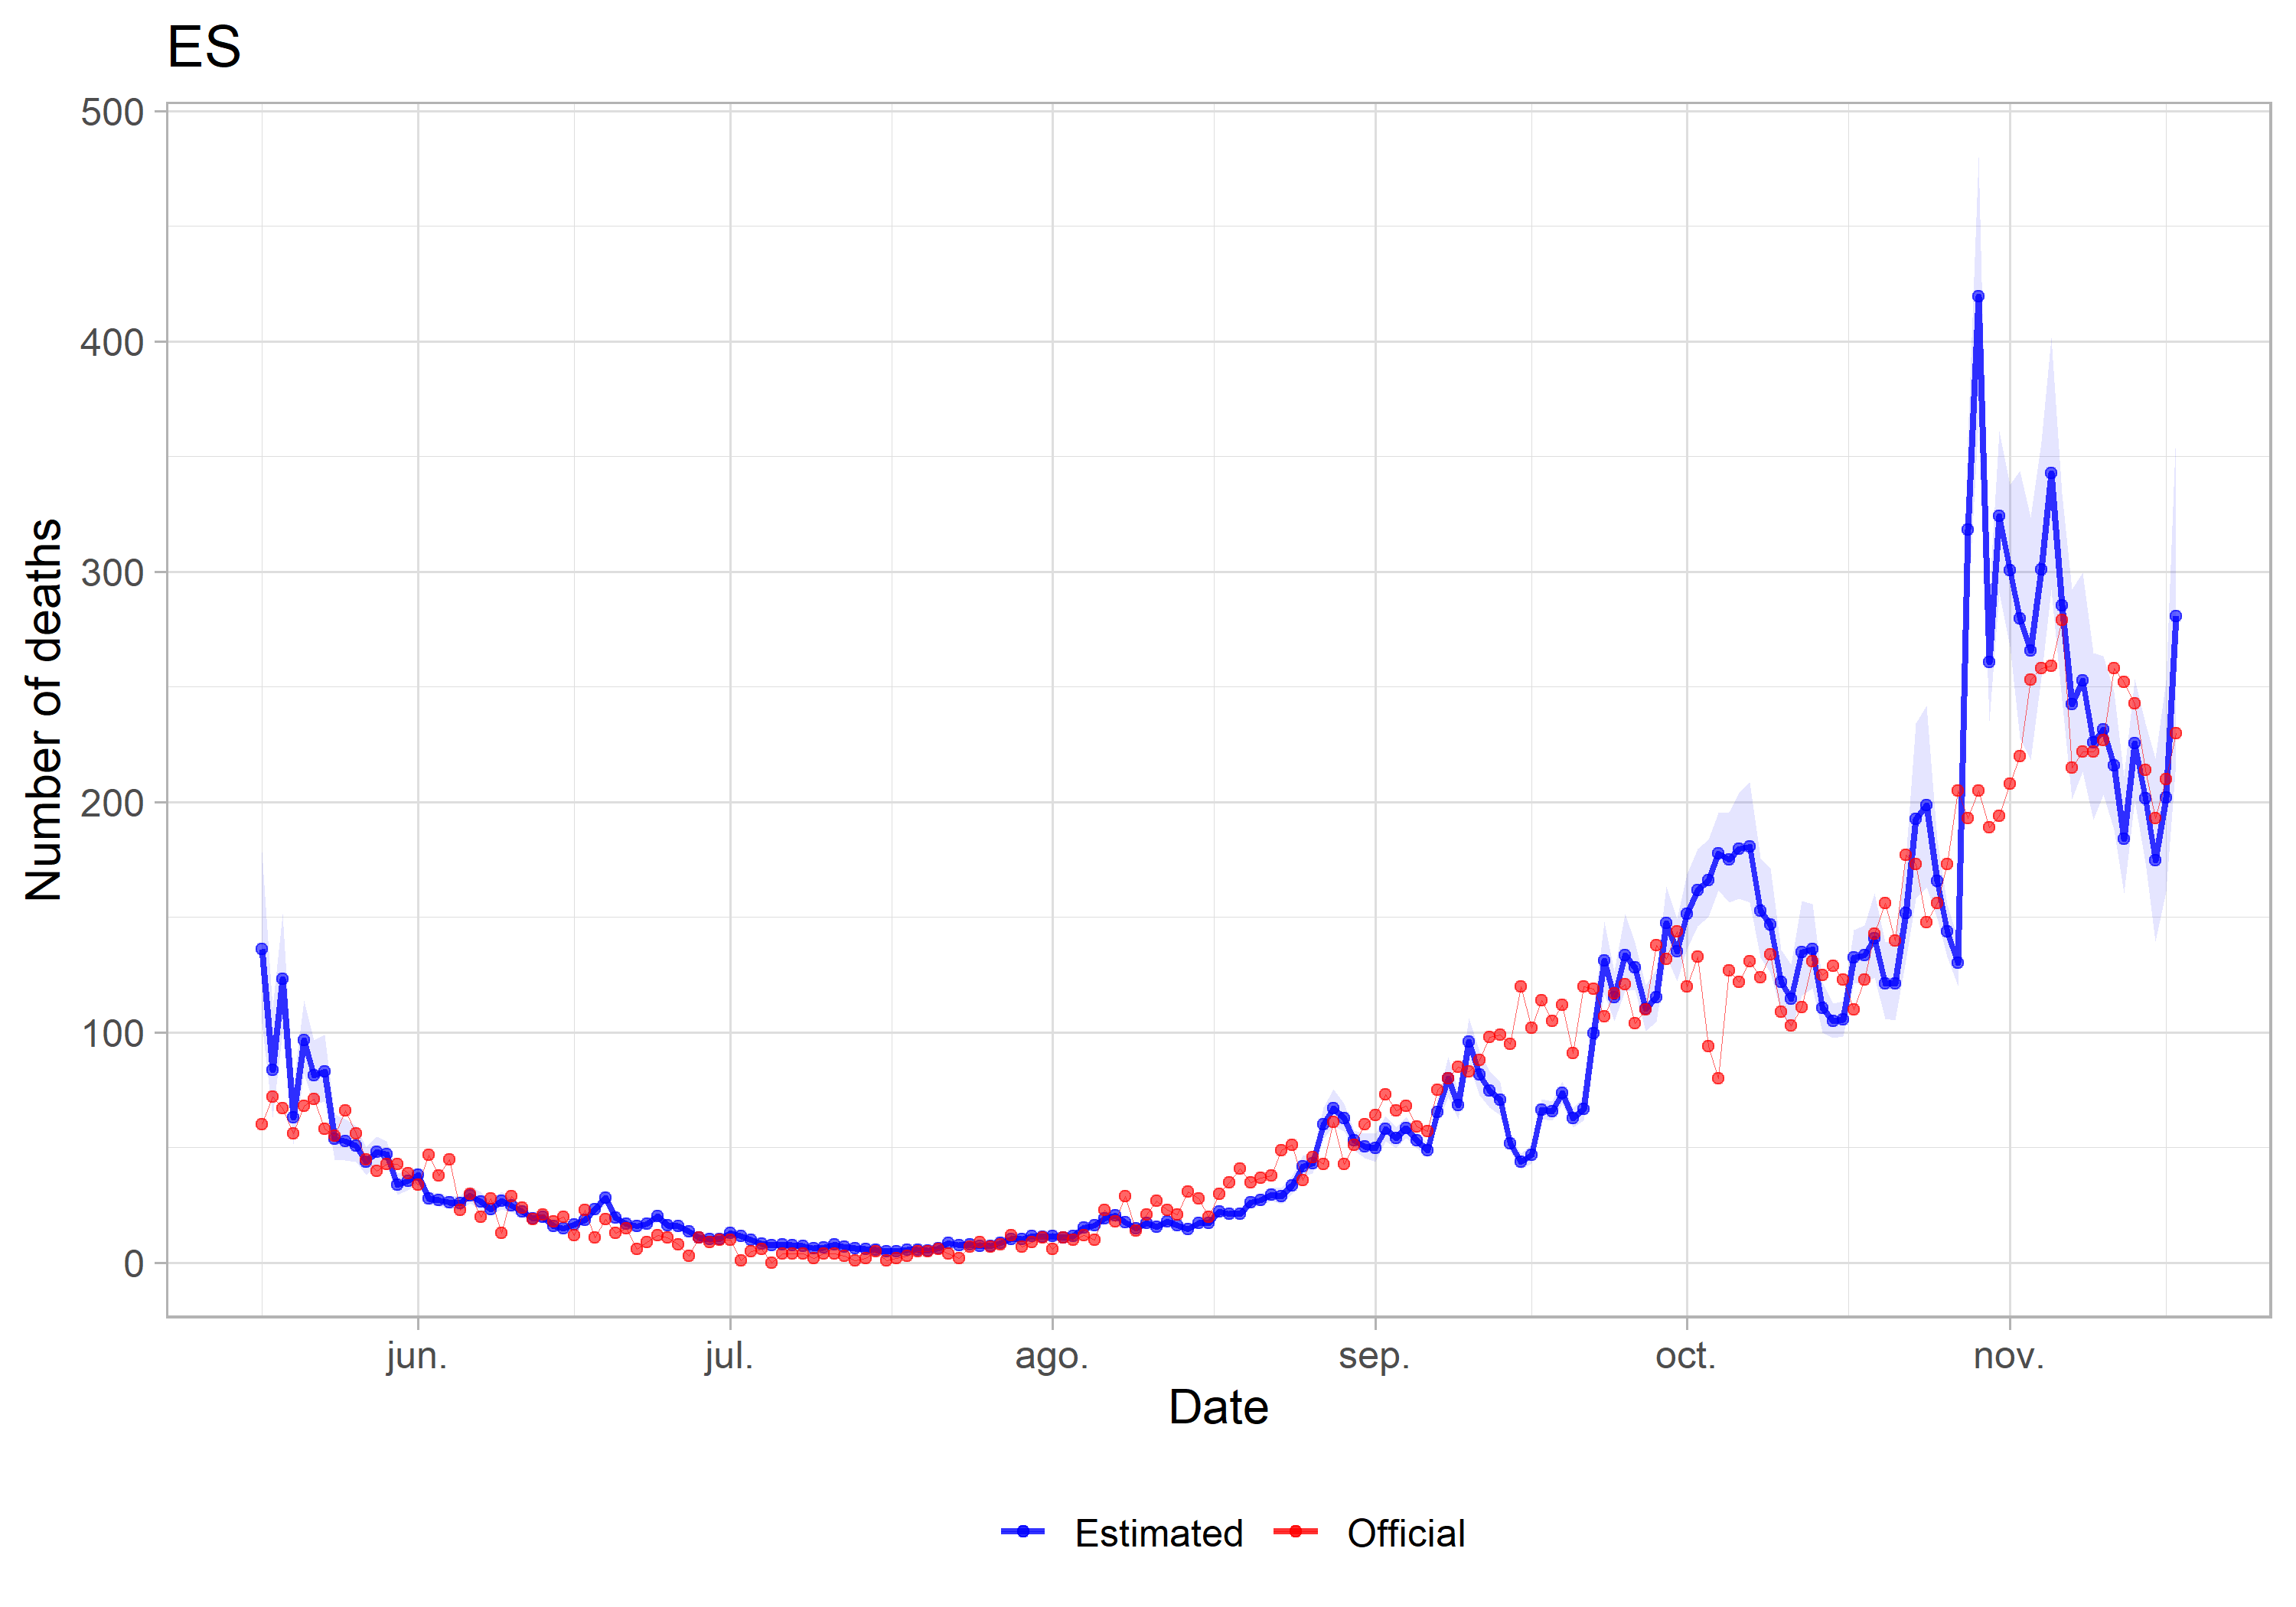 ES
500
400
300
200
100
0
Number of deaths
jun. jul. ago. sep. oct. nov.
Date
Estimated Official